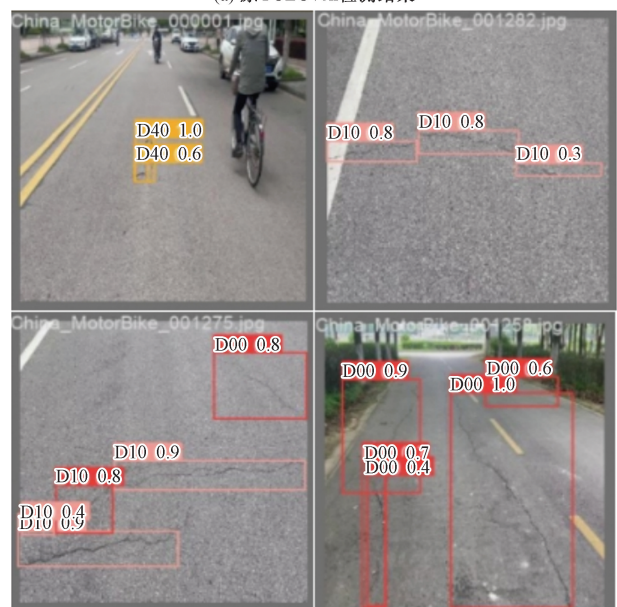 China_MotorBike_000001.jpg
D40 1.0
D40 0.6
China_MotorBike_001282.jpg
D10 0.8
D10 0.8
D10 0.3
China_MotorBike_001275.jpg
D00 0.8
D10 0.9
D10 0.8
D10 0.4
D10 0.9
China_MotorBike_001258.jpg
D00 0.9
D00 0.6
D00 1.0
D00 0.7
D00 0.4